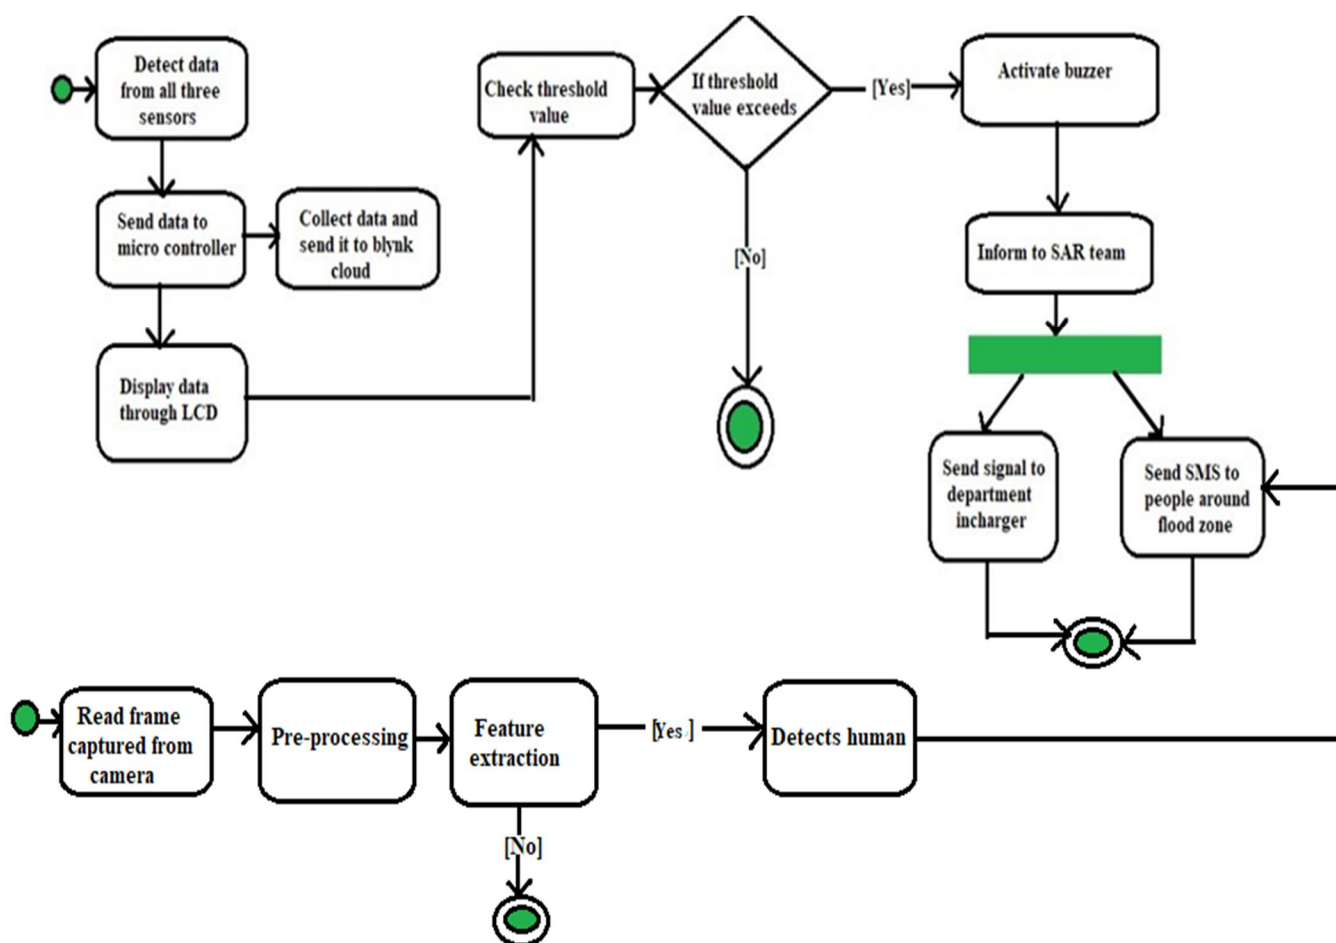 Detect data
from all three
sensors
Send data to
micro controller
Collect data and
send it to blynk
cloud
Display data
through LCD
Check threshold
value
If threshold
value exceeds
[Yes]
[No]
Activate buzzer
Inform to SAR team
Send signal to
department
incharger
Send SMS to
people around
flood zone
Read frame
captured from
camera
Pre-processing
Feature
extraction
[Yes ]
[No]
Detects human